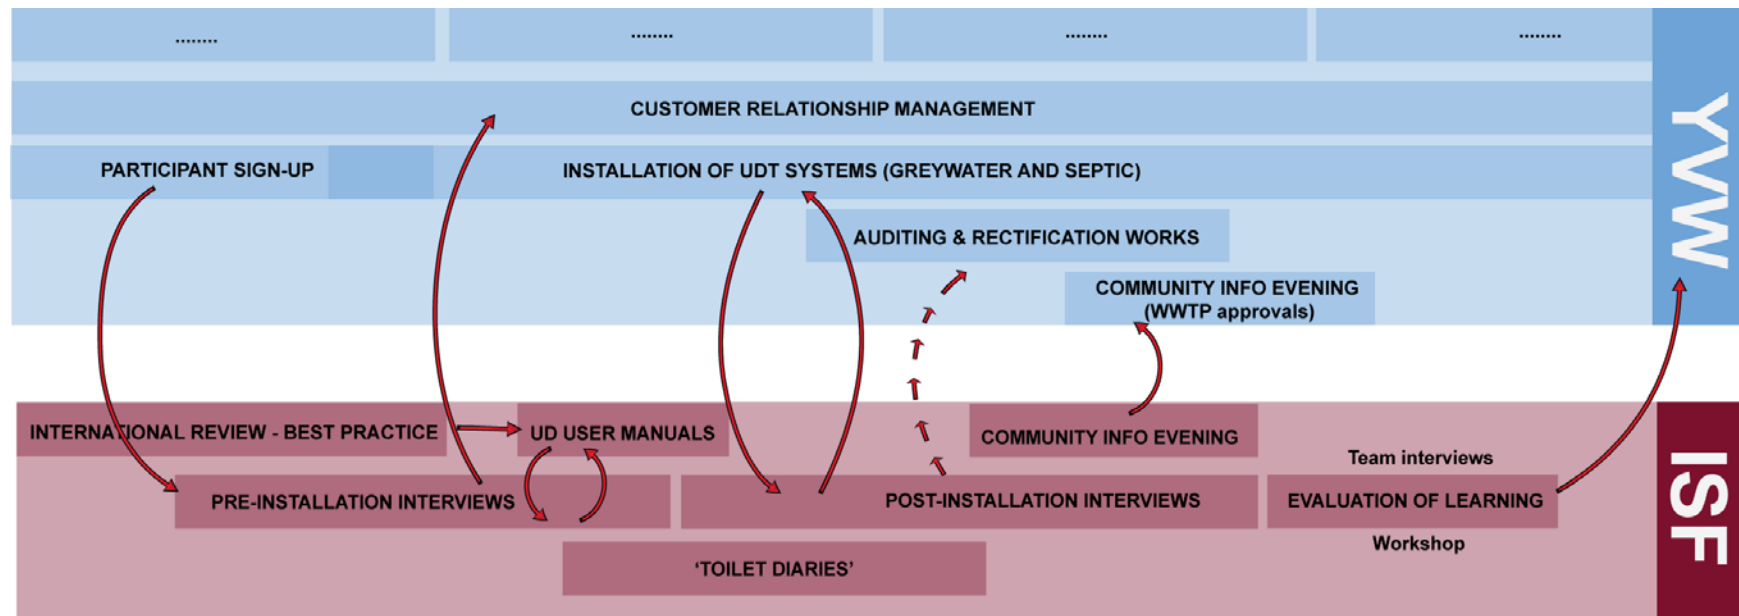 ........
........
........
........
CUSTOMER RELATIONSHIP MANAGEMENT
PARTICIPANT SIGN-UP
INSTALLATION OF UDT SYSTEMS (GREYWATER AND SEPTIC)
AUDITING & RECTIFICATION WORKS
COMMUNITY INFO EVENING
(WWTP approvals)
YVW
INTERNATIONAL REVIEW - BEST PRACTICE
UD USER MANUALS
COMMUNITY INFO EVENING
Team interviews
PRE-INSTALLATION INTERVIEWS
POST-INSTALLATION INTERVIEWS
EVALUATION OF LEARNING
Workshop
‘TOILET DIARIES’
ISF